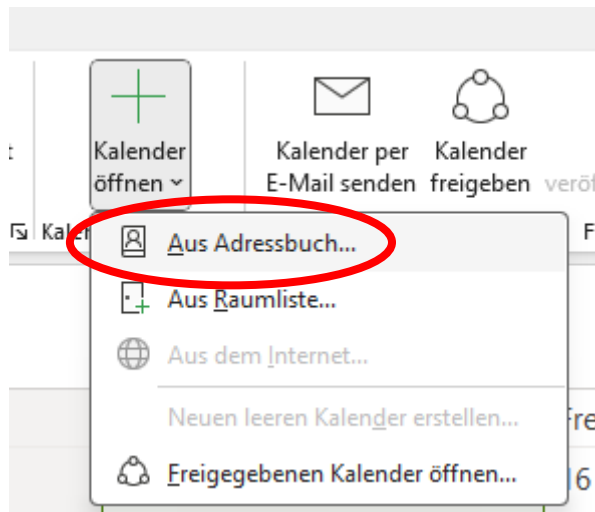 Kalender
öffnen
Kalender per
E-Mail senden
Kalender
freigeben
Aus Adressbuch...
Aus Raumliste...
Aus dem Internet...
Neuen leeren Kalender erstellen...
Freigegebenen Kalender öffnen...
16